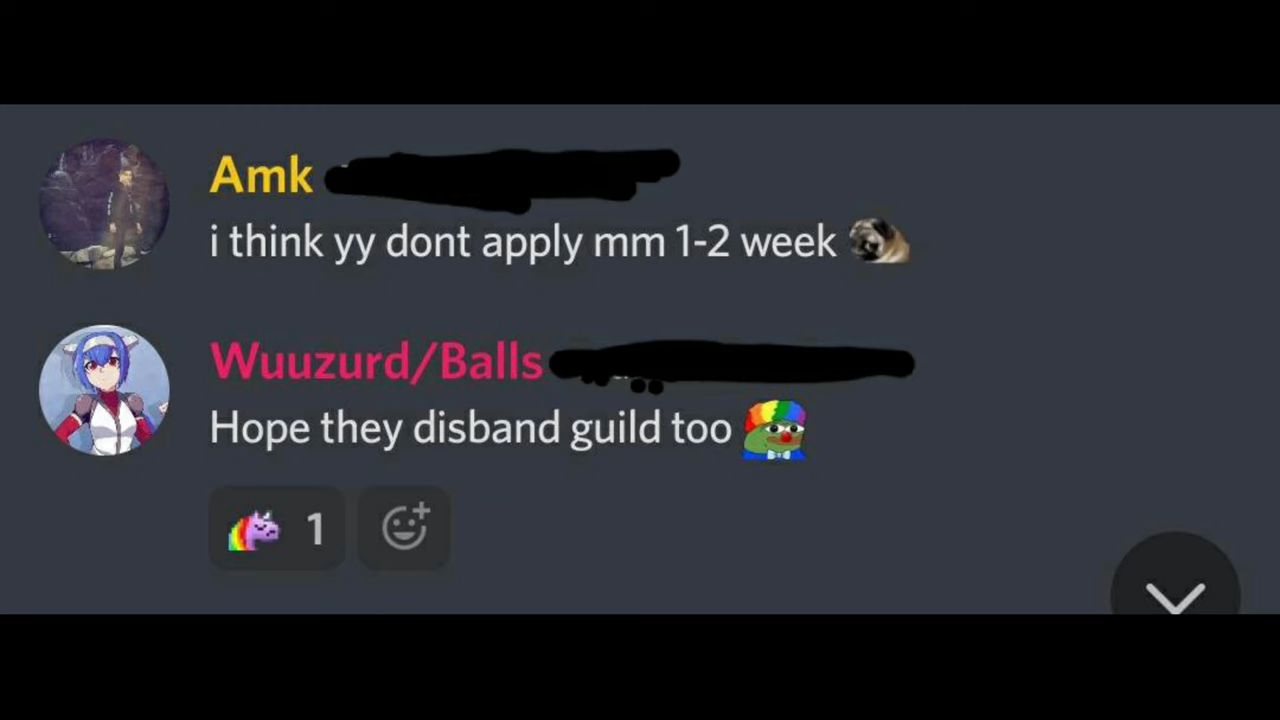 Amk
i think yy dont apply mm 1-2 week
Wuuzurd/Balls
Hope they disband guild too
1